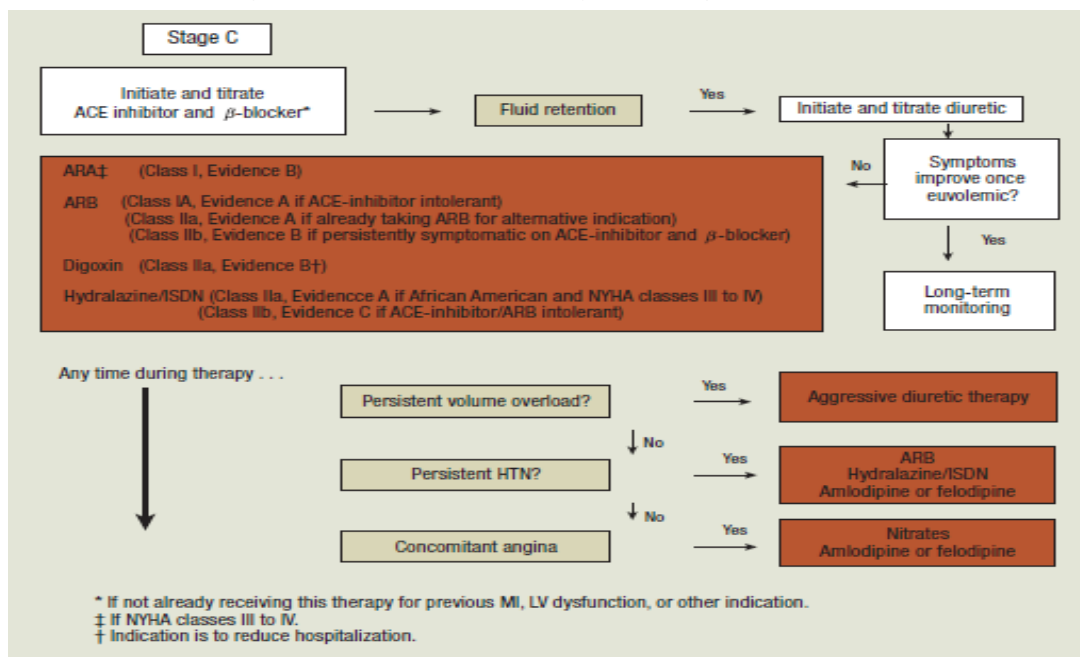 Stage C
Initiate and titrate
ACE inhibitor and β-blocker*
Fluid retention
Yes
Initiate and titrate diuretic
Symptoms
improve once
euvolemic?
No
Yes
Long-term
monitoring
ARA‡ (Class I, Evidence B)
ARB (Class IA, Evidence A if ACE-inhibitor intolerant)
(Class IIa, Evidence A if already taking ARB for alternative indication)
(Class IIb, Evidence B if persistently symptomatic on ACE-inhibitor and β-blocker)
Digoxin (Class IIa, Evidence B†)
Hydralazine/ISDN (Class IIa, Evidencce A if African American and NYHA classes III to IV)
(Class IIb, Evidence C if ACE-inhibitor/ARB intolerant)
Any time during therapy . . .
Persistent volume overload?
Yes
Aggressive diuretic therapy
No
Persistent HTN?
Yes
ARB
Hydralazine/ISDN
Amlodipine or felodipine
No
Concomitant angina
Yes
Nitrates
Amlodipine or felodipine
* If not already receiving this therapy for previous MI, LV dysfunction, or other indication.
‡ If NYHA classes III to IV.
† Indication is to reduce hospitalization.